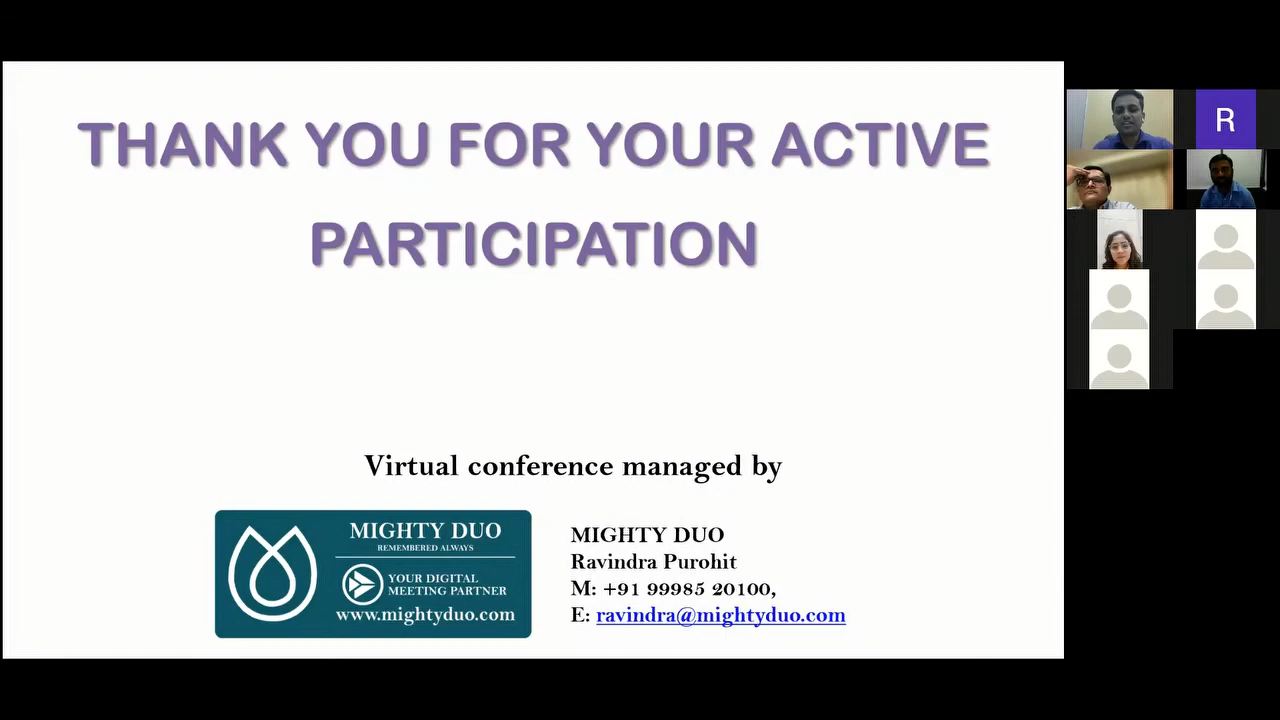 THANK YOU FOR YOUR ACTIVE
PARTICIPATION
Virtual conference managed by
MIGHTY DUO
REMEMBERED ALWAYS
YOUR DIGITAL
MEETING PARTNER
www.mightyduo.com
MIGHTY DUO
Ravindra Purohit
M: +91 99985 20100,
E: ravindra@mightyduo.com
R